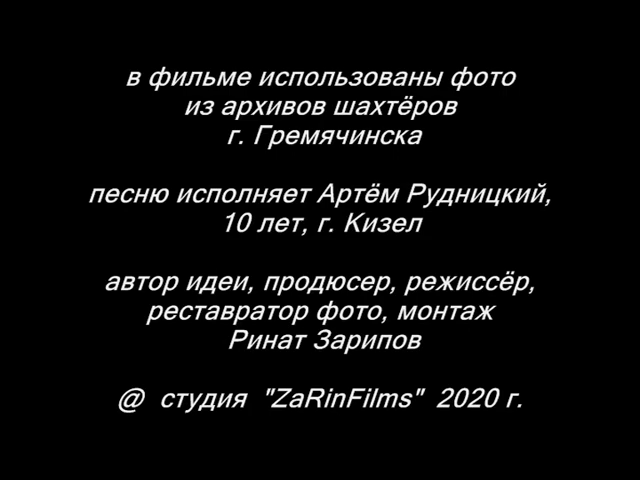 в фильме использованы фото
из архивов шахтёров
г. Гремячинска
песню исполняет Артём Рудницкий,
10 лет, г. Кизел
автор идеи, продюсер, режиссёр,
реставратор фото, монтаж
Ринат Зарипов
@ студия "ZaRinFilms" 2020 г.